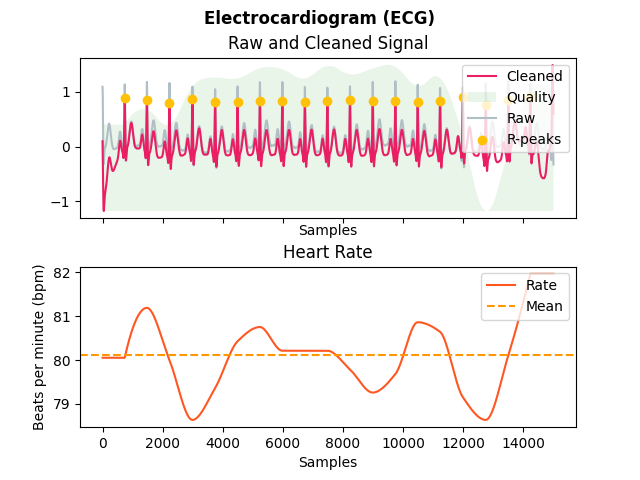 Electrocardiogram (ECG)
Raw and Cleaned Signal
1
0
−1
Cleaned
Quality
Raw
R-peaks
Samples
Heart Rate
Beats per minute (bpm)
82
81
80
79
Rate
Mean
0 2000 4000 6000 8000 10000 12000 14000
Samples